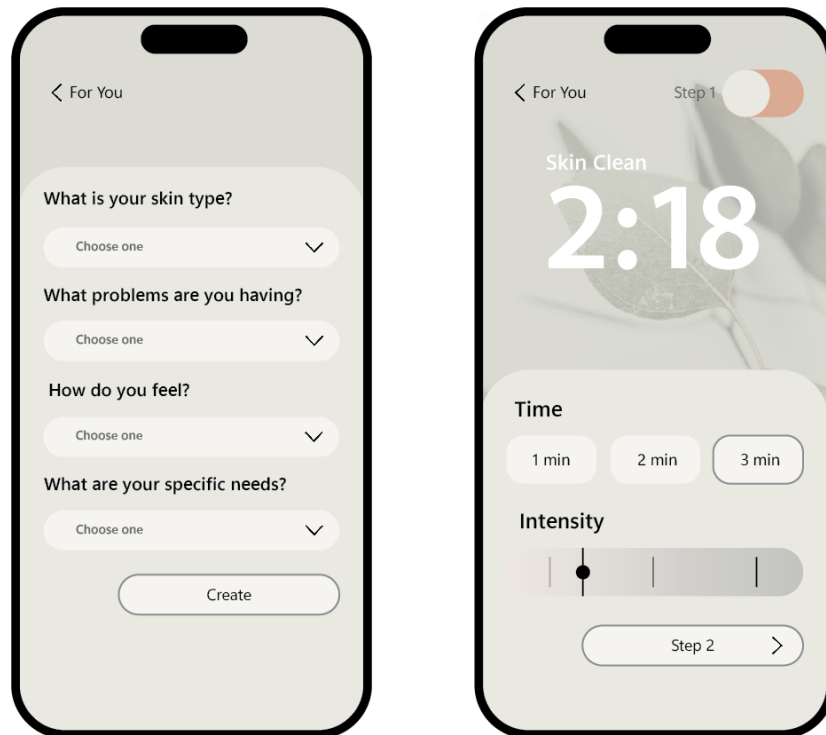 For You
What is your skin type?
Choose one
What problems are you having?
Choose one
How do you feel?
Choose one
What are your specific needs?
Choose one
Create
For You
Step 1
Skin Clean
2:18
Time
1 min
2 min
3 min
Intensity
Step 2